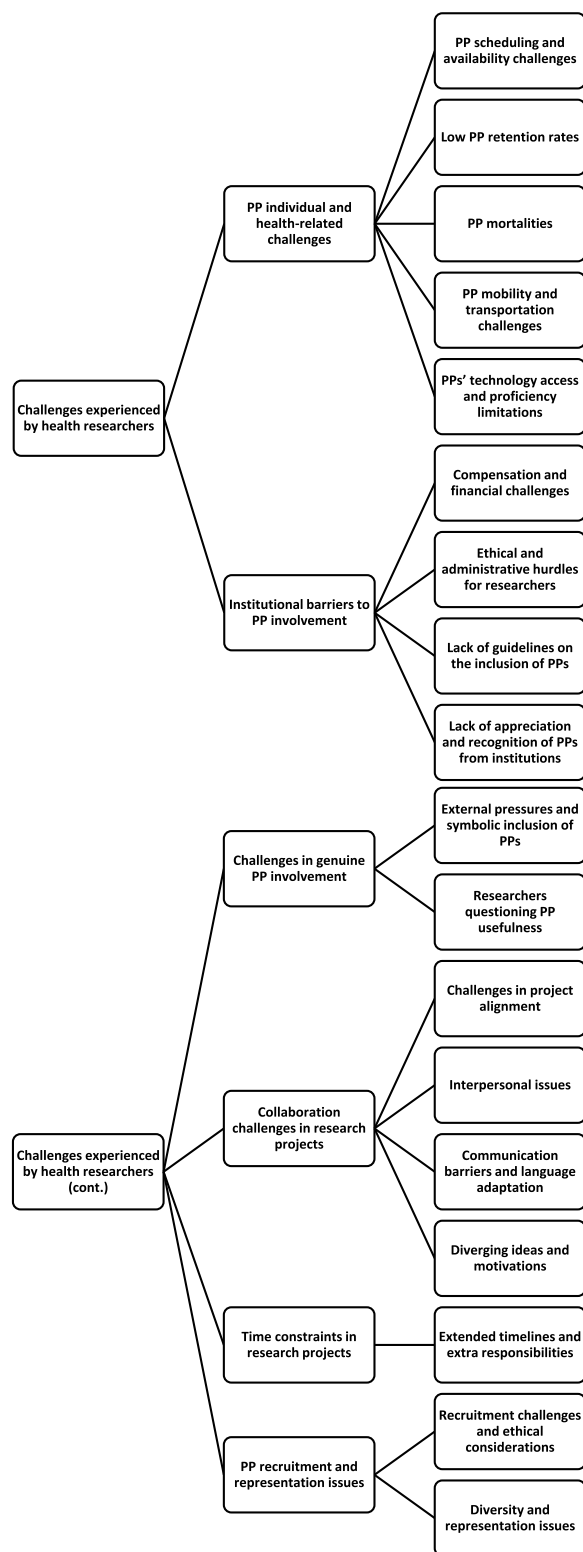 Challenges experienced
by health researchers
PP individual and
health-related
challenges
PP scheduling and
availability challenges
Low PP retention rates
PP mortalities
PP mobility and
transportation
challenges
PPs’ technology access
and proficiency
limitations
Institutional barriers to
PP involvement
Compensation and
financial challenges
Ethical and
administrative hurdles
for researchers
Lack of guidelines on
the inclusion of PPs
Lack of appreciation
and recognition of PPs
from institutions
Challenges experienced
by health researchers
(cont.)
Challenges in genuine
PP involvement
External pressures and
symbolic inclusion of
PPs
Researchers
questioning PP
usefulness
Collaboration
challenges in research
projects
Challenges in project
alignment
Interpersonal issues
Communication
barriers and language
adaptation
Diverging ideas and
motivations
Time constraints in
research projects
Extended timelines and
extra responsibilities
PP recruitment and
representation issues
Recruitment challenges
and ethical
considerations
Diversity and
representation issues